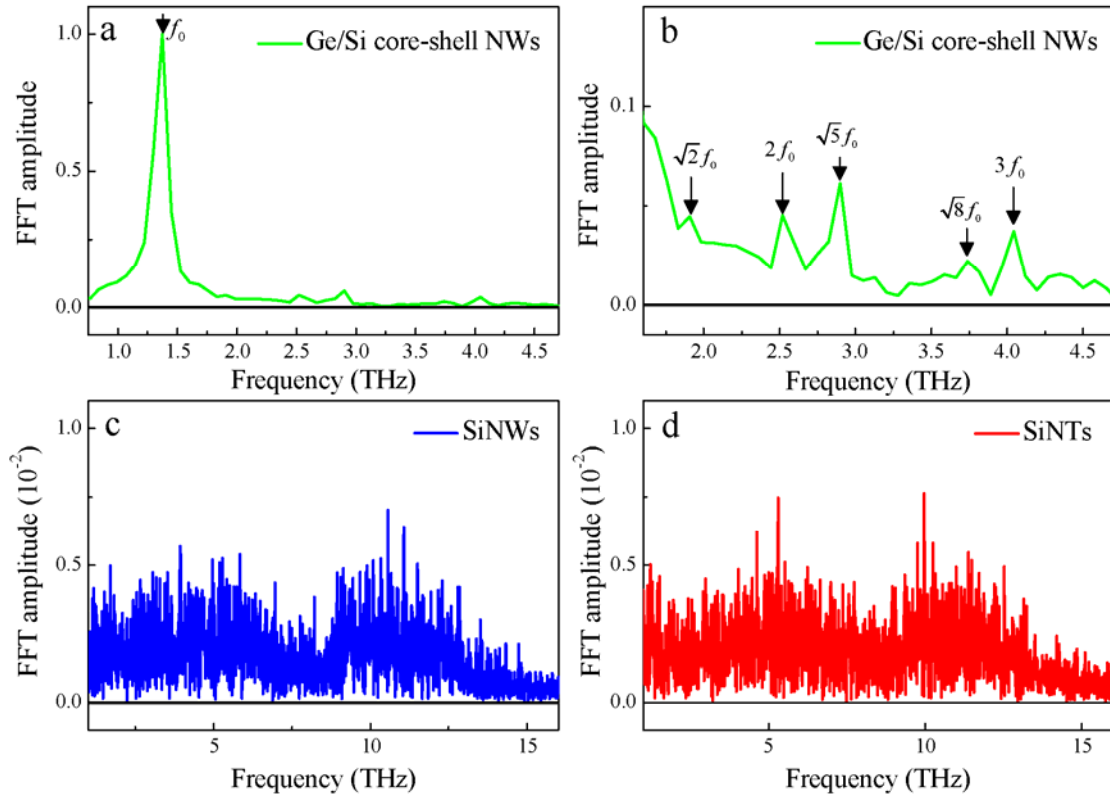 a
f₀
Ge/Si core-shell NWs
1.0
0.5
0.0
FFT amplitude
1.0 1.5 2.0 2.5 3.0 3.5 4.0 4.5
Frequency (THz)
b
Ge/Si core-shell NWs
0.1
0.0
FFT amplitude
√2 f₀
2 f₀
√5 f₀
√8 f₀
3 f₀
2.0 2.5 3.0 3.5 4.0 4.5
Frequency (THz)
c
SiNWs
1.0
0.5
0.0
FFT amplitude (10⁻²)
5 10 15
Frequency (THz)
d
SiNTs
1.0
0.5
0.0
FFT amplitude (10⁻²)
5 10 15
Frequency (THz)